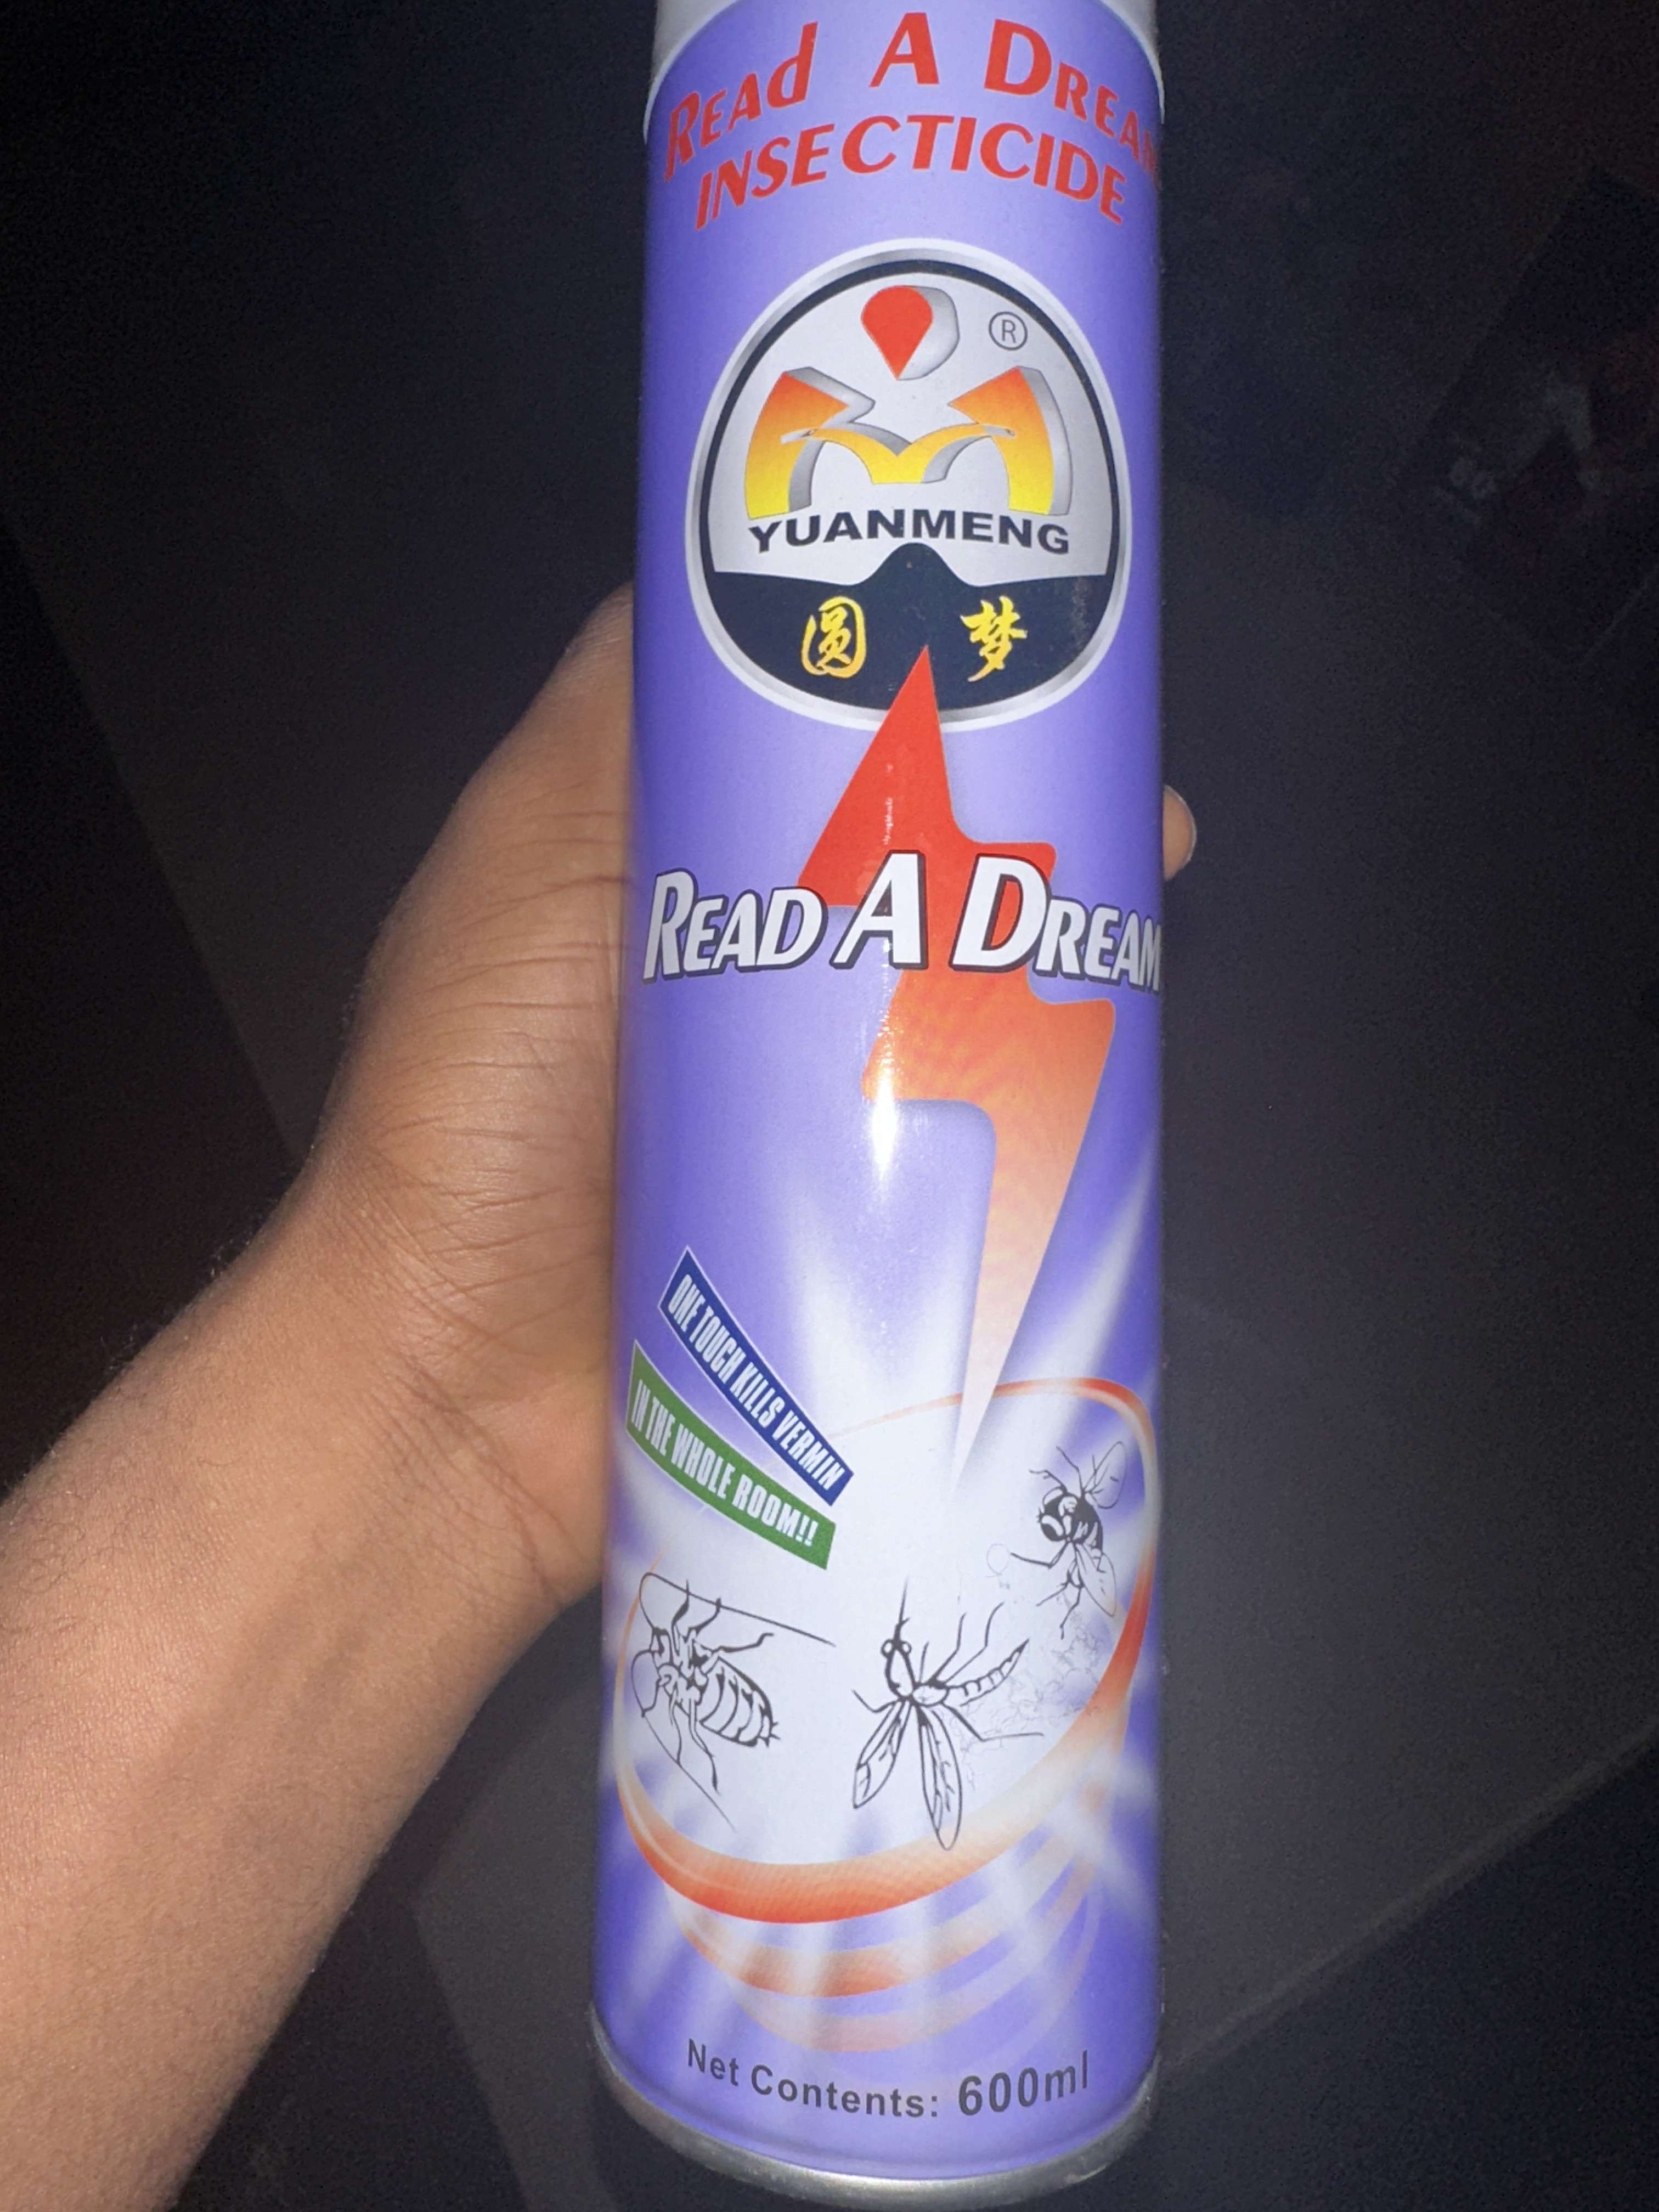 READ A DREAM
INSECTICIDE
®
YUANMENG
圆 梦
READ A DREAM
ONE TOUCH KILLS VERMIN
IN THE WHOLE ROOM!!
Net Contents: 600ml